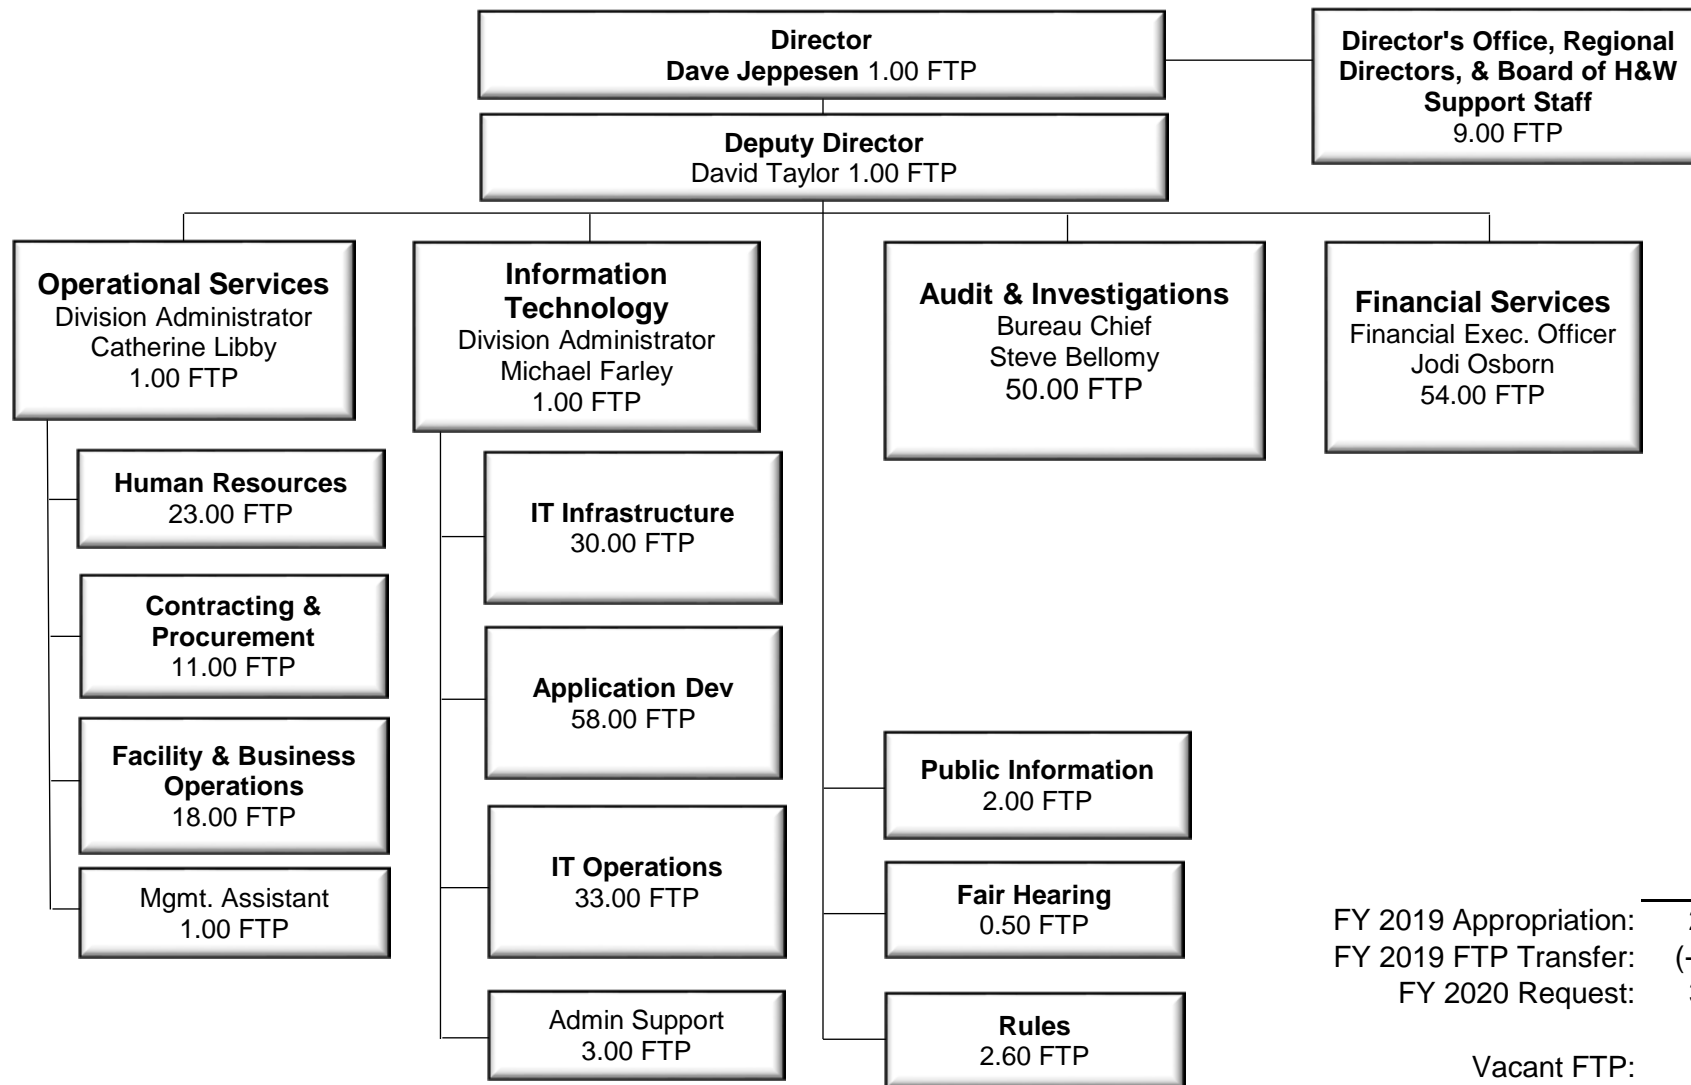 Director
Dave Jeppesen 1.00 FTP
Director's Office, Regional
Directors, & Board of H&W
Support Staff
9.00 FTP
Deputy Director
David Taylor 1.00 FTP
Operational Services
Division Administrator
Catherine Libby
1.00 FTP
Information
Technology
Division Administrator
Michael Farley
1.00 FTP
Audit & Investigations
Bureau Chief
Steve Bellomy
50.00 FTP
Financial Services
Financial Exec. Officer
Jodi Osborn
54.00 FTP
Human Resources
23.00 FTP
Contracting &
Procurement
11.00 FTP
Facility & Business
Operations
18.00 FTP
Mgmt. Assistant
1.00 FTP
IT Infrastructure
30.00 FTP
Application Dev
58.00 FTP
IT Operations
33.00 FTP
Admin Support
3.00 FTP
Public Information
2.00 FTP
Fair Hearing
0.50 FTP
Rules
2.60 FTP
FY 2019 Appropriation:
FY 2019 FTP Transfer:
FY 2020 Request:
Vacant FTP: